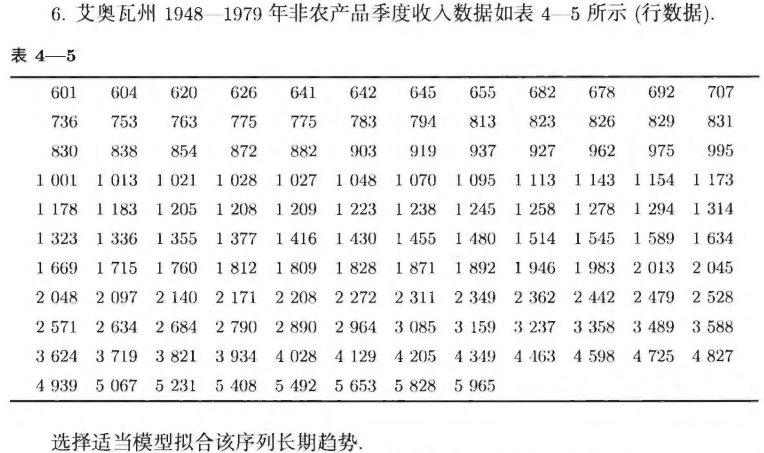 6. 艾奥瓦州 1948—1979 年非农产品季度收入数据如表 4—5 所示 (行数据).
表 4—5
601 604 620 626 641 642 645 655 682 678 692 707
736 753 763 775 775 783 794 813 823 826 829 831
830 838 854 872 882 903 919 937 927 962 975 995
1 001 1 013 1 021 1 028 1 027 1 048 1 070 1 095 1 113 1 143 1 154 1 173
1 178 1 183 1 205 1 208 1 209 1 223 1 238 1 245 1 258 1 278 1 294 1 314
1 323 1 336 1 355 1 377 1 416 1 430 1 455 1 480 1 514 1 545 1 589 1 634
1 669 1 715 1 760 1 812 1 809 1 828 1 871 1 892 1 946 1 983 2 013 2 045
2 048 2 097 2 140 2 171 2 208 2 272 2 311 2 349 2 362 2 442 2 479 2 528
2 571 2 634 2 684 2 790 2 890 2 964 3 085 3 159 3 237 3 358 3 489 3 588
3 624 3 719 3 821 3 934 4 028 4 129 4 205 4 349 4 463 4 598 4 725 4 827
4 939 5 067 5 231 5 408 5 492 5 653 5 828 5 965
选择适当模型拟合该序列长期趋势.